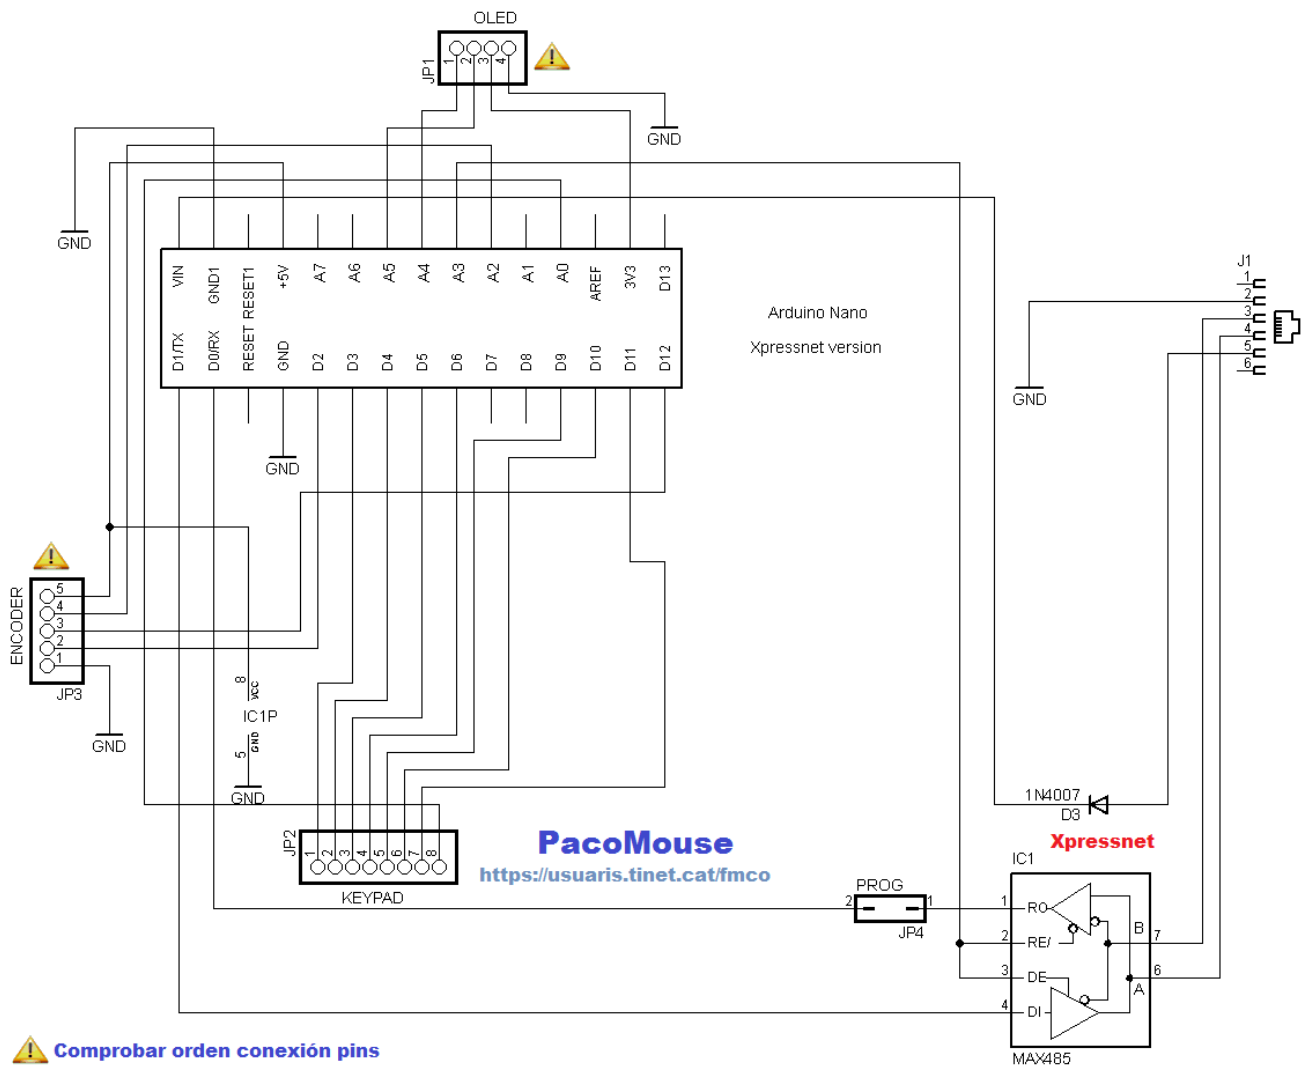 OLED
JP1
1 2 3 4
GND
GND
VIN GND1 RESET1 +5V A7 A6 A5 A4 A3 A2 A1 A0 AREF 3V3 D13
D1/TX D0/RX RESET GND D2 D3 D4 D5 D6 D7 D8 D9 D10 D11 D12
Arduino Nano
Xpressnet version
J1
1
2
3
4
5
6
GND
GND
ENCODER
5
4
3
2
1
JP3
GND
8
VCC
IC1P
GND
5
GND
JP2
1 2 3 4 5 6 7 8
KEYPAD
PacoMouse
https://usuaris.tinet.cat/fmco
1N4007
D3
Xpressnet
IC1
PROG
2 1
JP4
1 RO
2 RE/
3 DE
4 DI
B 7
6
A
MAX485
Comprobar orden conexión pins